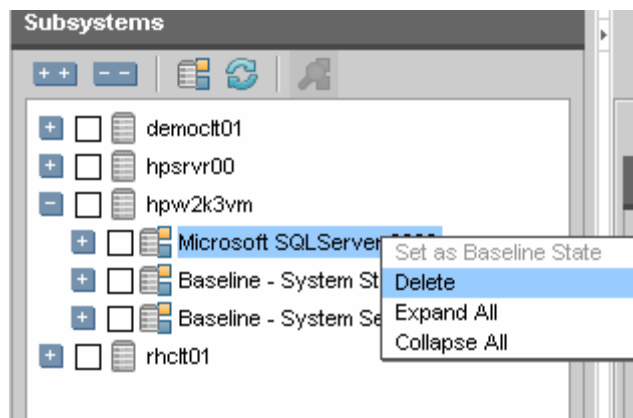 Subsystems
democlt01
hpsrvr00
hpw2k3vm
Microsoft SQLServer
Set as Baseline State
Baseline - System St
Delete
Baseline - System Se
Expand All
Collapse All
rhclt01